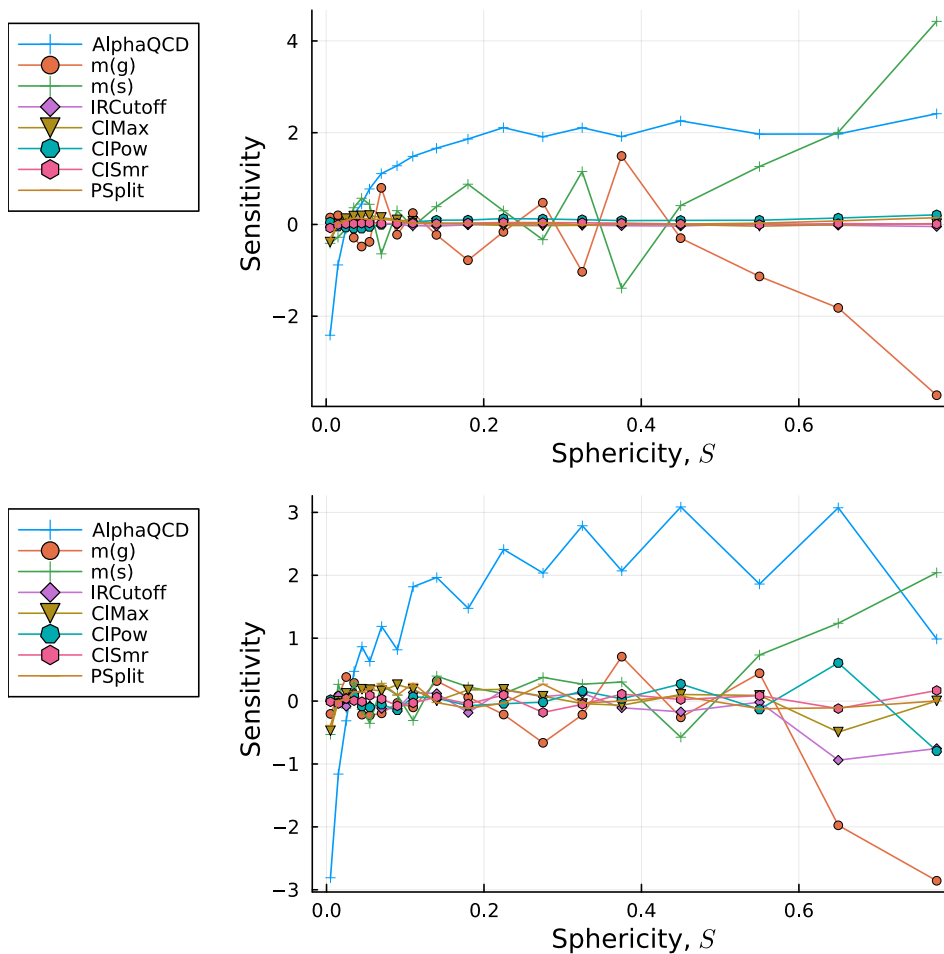 AlphaQCD
m(g)
m(s)
IRCutoff
ClMax
ClPow
ClSmr
PSplit
Sensitivity
4
2
0
−2
0.0 0.2 0.4 0.6
Sphericity, S
AlphaQCD
m(g)
m(s)
IRCutoff
ClMax
ClPow
ClSmr
PSplit
Sensitivity
3
2
1
0
−1
−2
−3
0.0 0.2 0.4 0.6
Sphericity, S